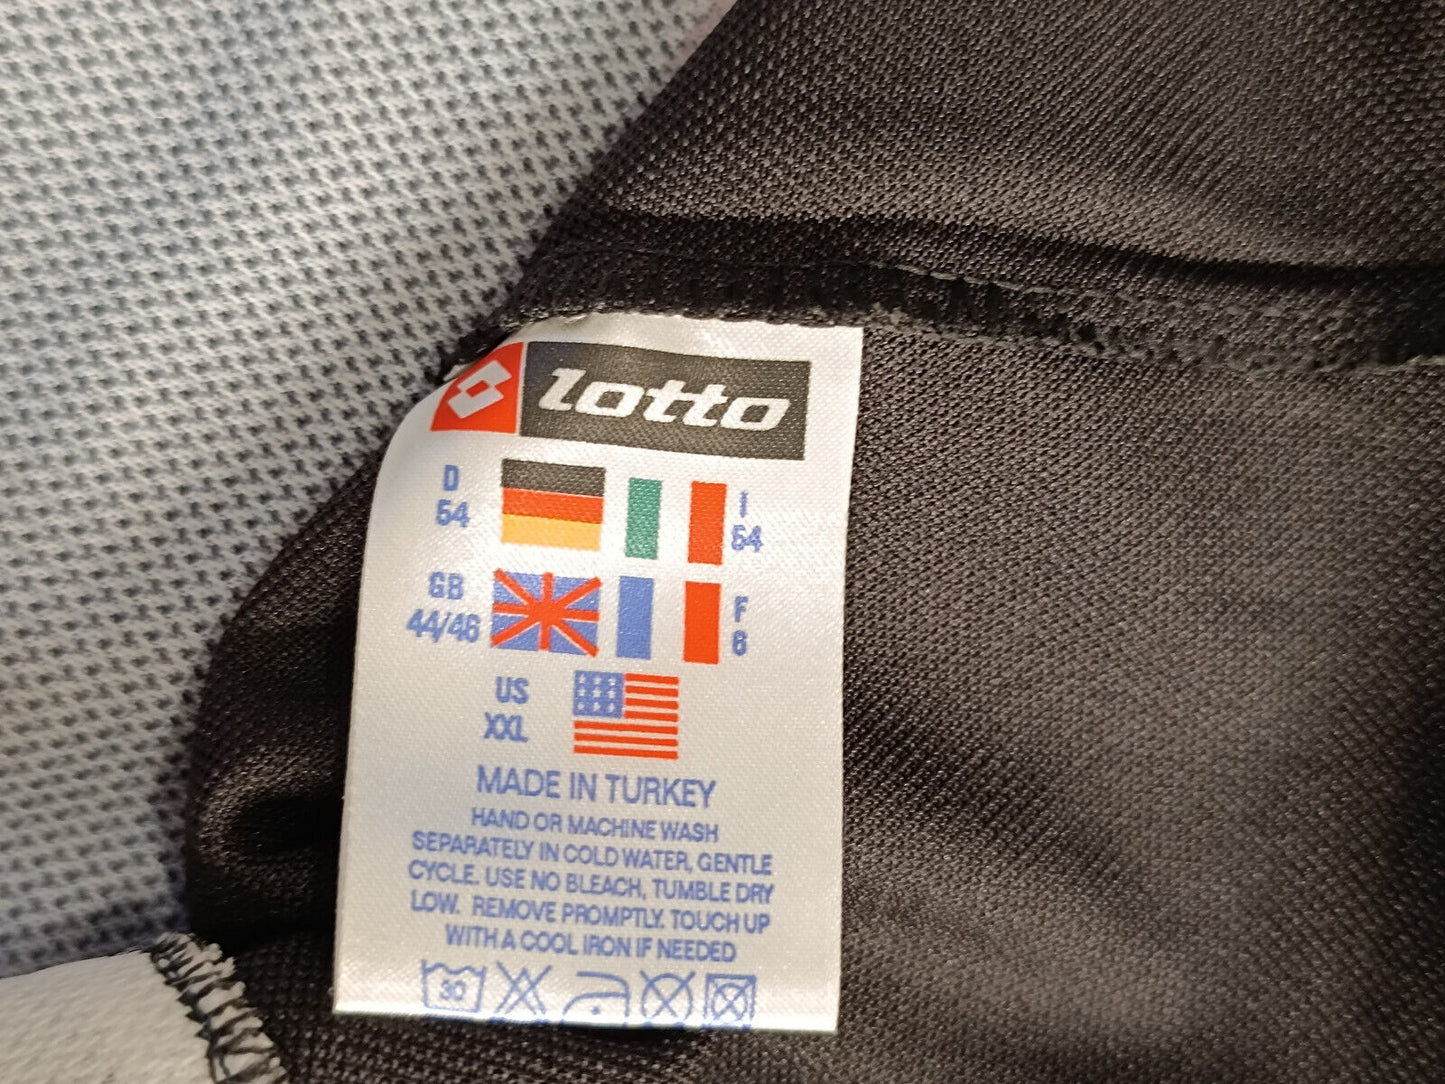 lotto
D
54
I
54
GB
44/46
F
6
US
XXL
MADE IN TURKEY
HAND OR MACHINE WASH
SEPARATELY IN COLD WATER, GENTLE
CYCLE. USE NO BLEACH, TUMBLE DRY
LOW. REMOVE PROMPTLY. TOUCH UP
WITH A COOL IRON IF NEEDED
30